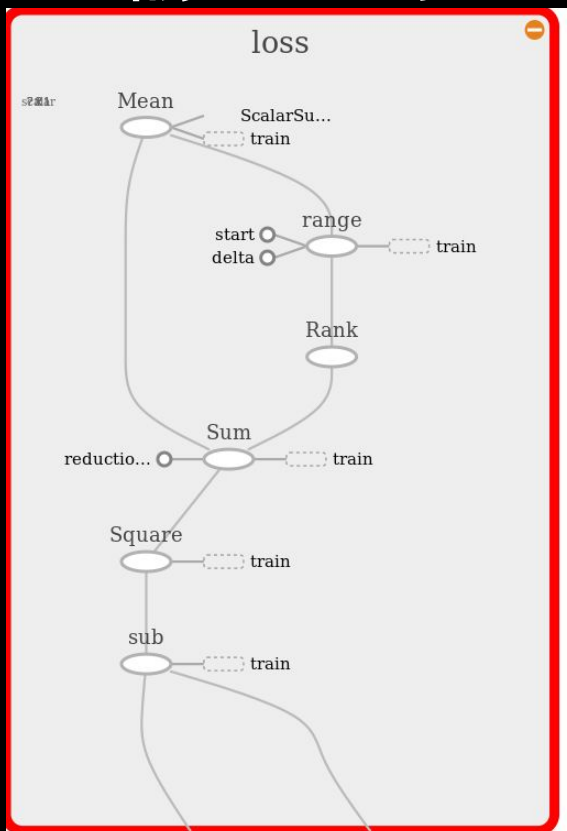 loss
Mean
ScalarSu...
train
range
start
delta
train
Rank
Sum
reductio...
train
Square
train
sub
train